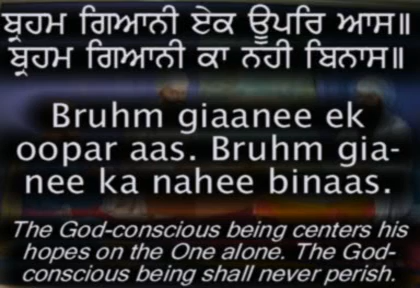 ਬ੍ਰਹਮ ਗਿਆਨੀ ਏਕ ਊਪਰਿ ਆਸ॥
ਬ੍ਰਹਮ ਗਿਆਨੀ ਕਾ ਨਹੀ ਬਿਨਾਸ॥
Bruhm giaanee ek
oopar aas. Bruhm gia-
nee ka nahee binaas.
The God-conscious being centers his
hopes on the One alone. The God-
conscious being shall never perish.